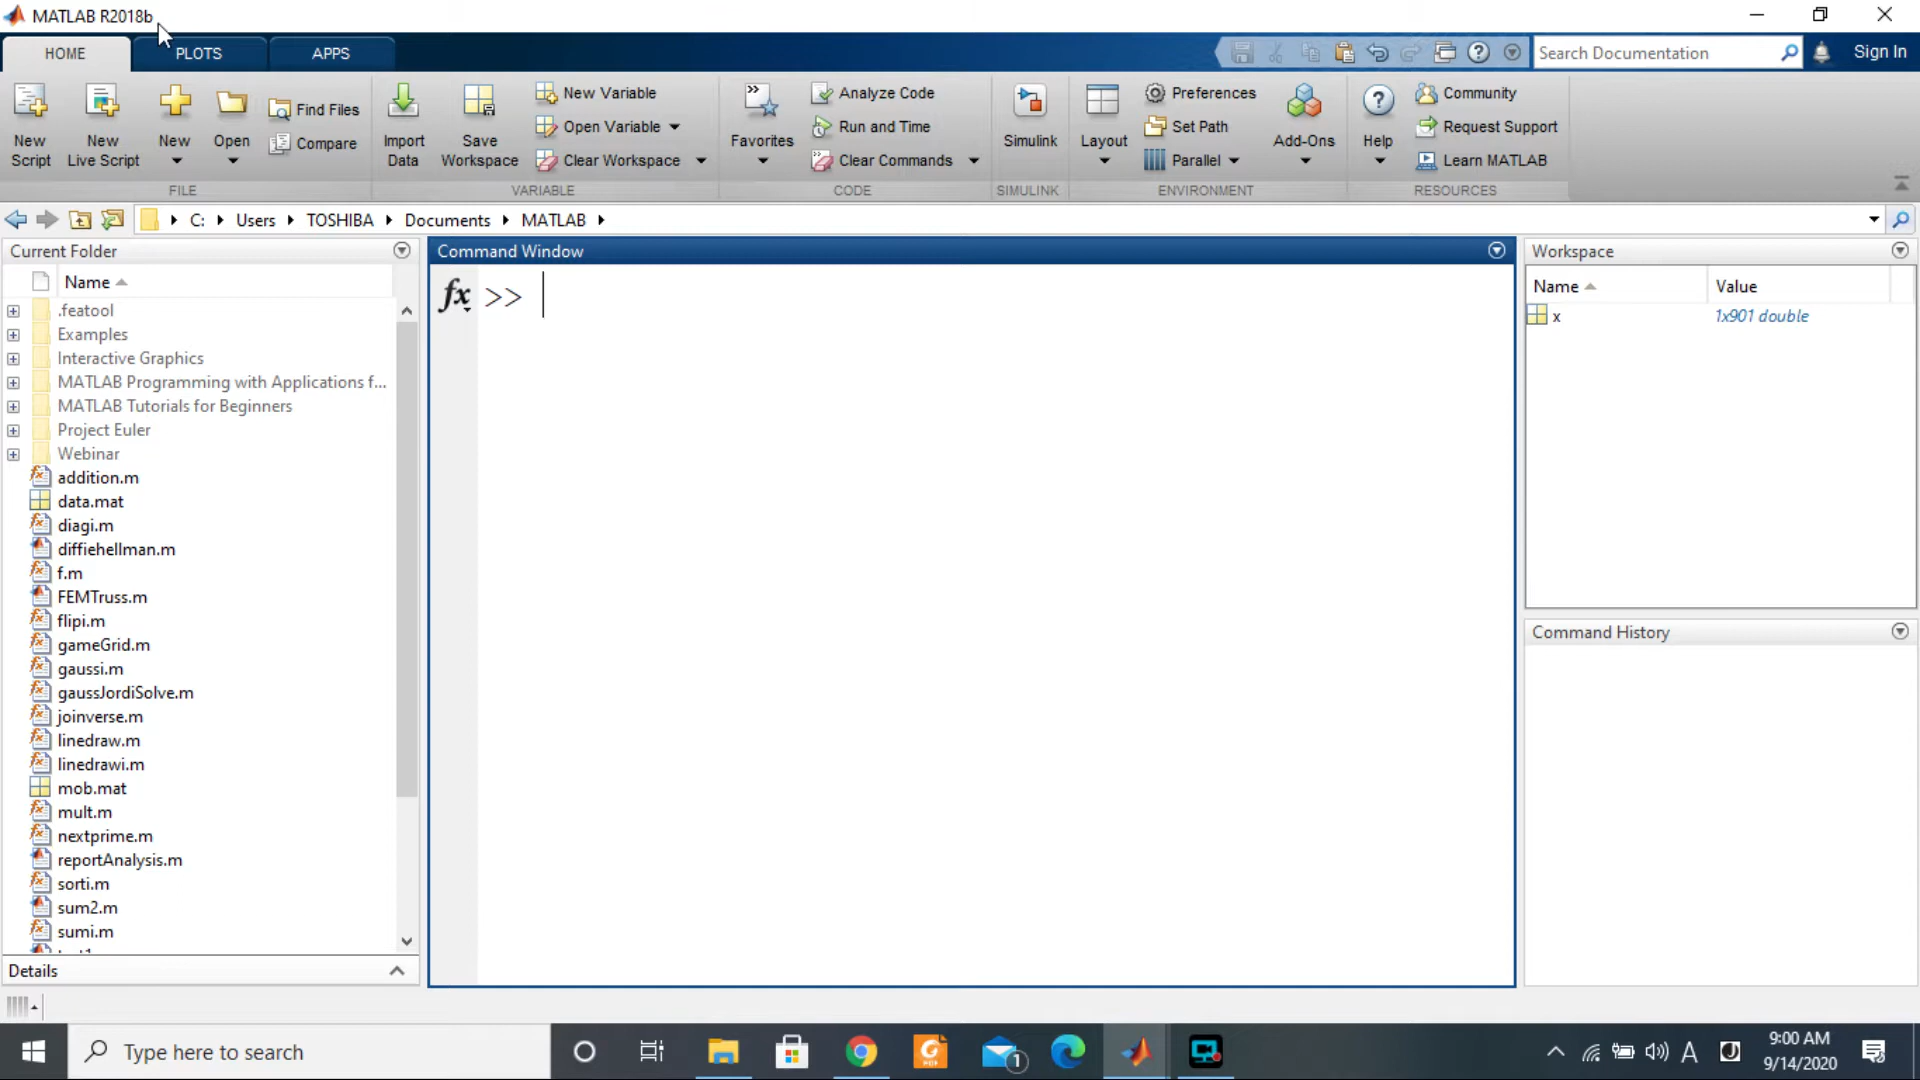 MATLAB R2018b
HOME PLOTS APPS
Search Documentation Sign In
New Script
New Live Script
New
Open
Find Files
Compare
FILE
Import Data
Save Workspace
New Variable
Open Variable
Clear Workspace
VARIABLE
Favorites
Analyze Code
Run and Time
Clear Commands
CODE
Simulink
SIMULINK
Layout
Preferences
Set Path
Parallel
Add-Ons
ENVIRONMENT
Help
Community
Request Support
Learn MATLAB
RESOURCES
C: Users TOSHIBA Documents MATLAB
Current Folder
Name
.featool
Examples
Interactive Graphics
MATLAB Programming with Applications f...
MATLAB Tutorials for Beginners
Project Euler
Webinar
addition.m
data.mat
diagi.m
diffiehellman.m
f.m
FEMTruss.m
flipi.m
gameGrid.m
gaussi.m
gaussJordiSolve.m
joinverse.m
linedraw.m
linedrawi.m
mob.mat
mult.m
nextprime.m
reportAnalysis.m
sorti.m
sum2.m
sumi.m
Details
Command Window
fx >>
Workspace
Name Value
x 1x901 double
Command History
Type here to search
1
A
9:00 AM
9/14/2020